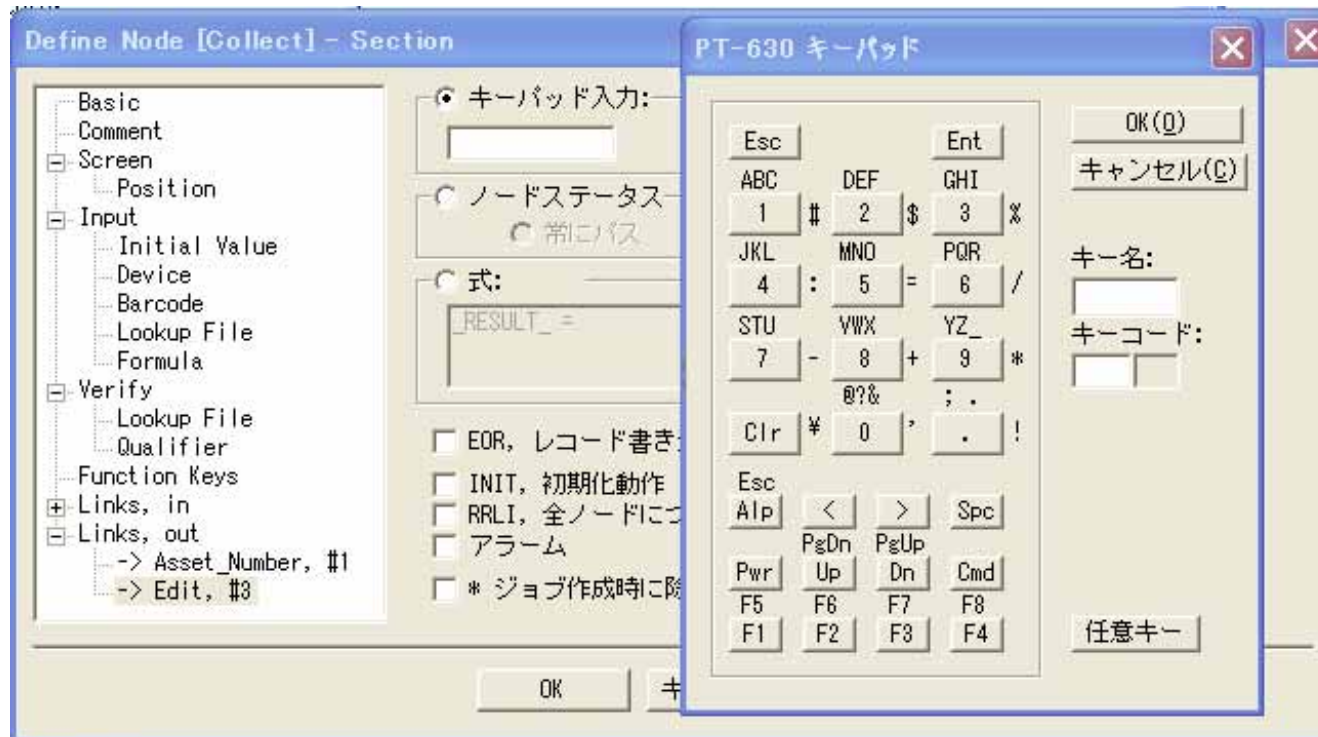 Define Node [Collect] - Section
Basic
Comment
Screen
Position
Input
Initial Value
Device
Barcode
Lookup File
Formula
Verify
Lookup File
Qualifier
Function Keys
Links, in
Links, out
-> Asset_Number, #1
-> Edit, #3
キーパッド入力:
ノードステータス
常にパス
式:
_RESULT_ =
EOR, レコード書き
INIT, 初期化動作
RRLI, 全ノードにつ
アラーム
* ジョブ作成時に除
OK
キ
PT-630 キーパッド
Esc Ent
ABC DEF GHI
1 # 2 $ 3 %
JKL MNO PQR
4 : 5 = 6 /
STU VWX YZ_
7 - 8 + 9 *
@?& ; .
Clr ¥ 0 ' . !
Esc
Alp < > Spc
PgDn PgUp
Pwr Up Dn Cmd
F5 F6 F7 F8
F1 F2 F3 F4
OK(O)
キャンセル(C)
キー名:
キーコード:
任意キー